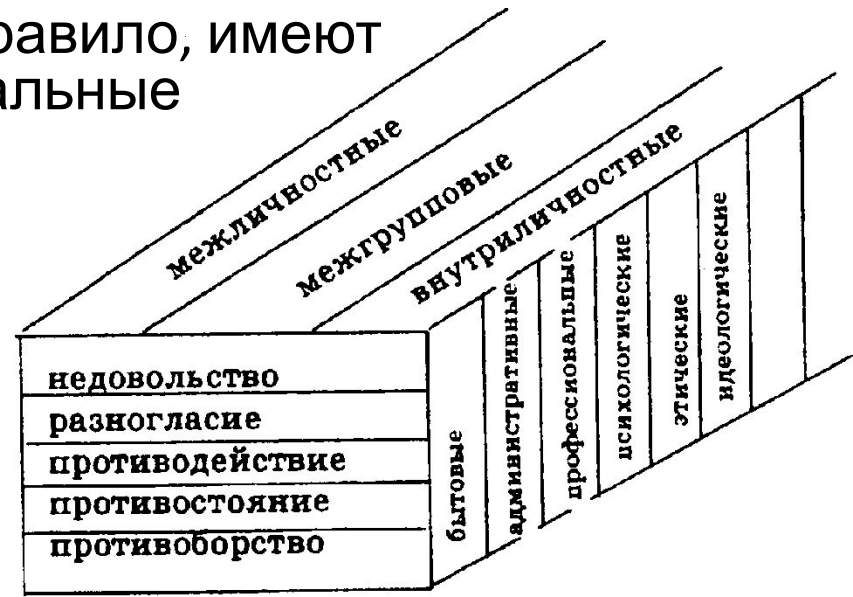 равило, имеют
альные
межличностные
межгрупповые
внутриличностные
недовольство
разногласие
противодействие
противостояние
противоборство
бытовые
административные
профессиональные
психологические
этические
идеологические